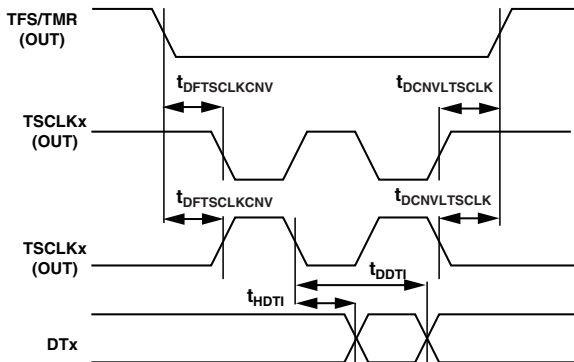 TFS/TMR
(OUT)
tDFTSCLKCNV
tDCNVLTSCLK
TSCLKx
(OUT)
tDFTSCLKCNV
tDCNVLTSCLK
TSCLKx
(OUT)
tDDTI
tHDTI
DTx